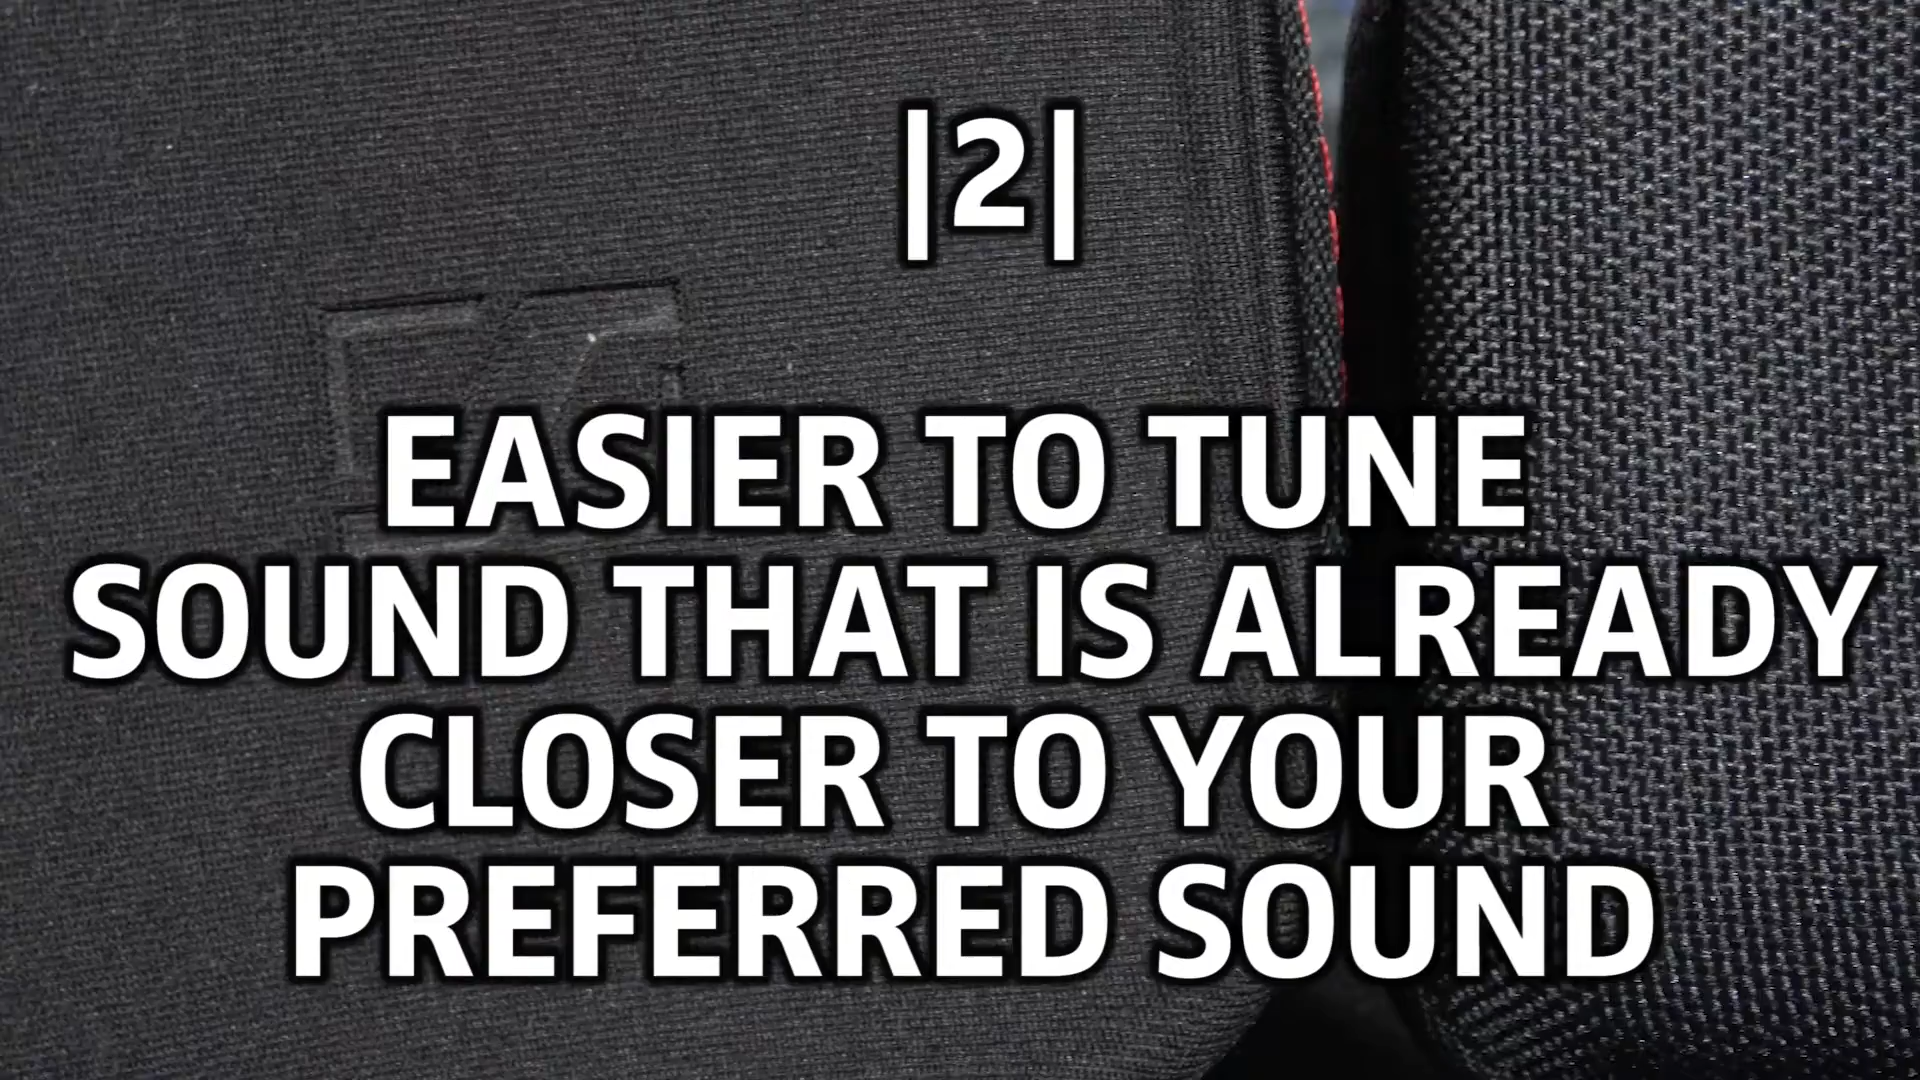 |2|
EASIER TO TUNE
SOUND THAT IS ALREADY
CLOSER TO YOUR
PREFERRED SOUND